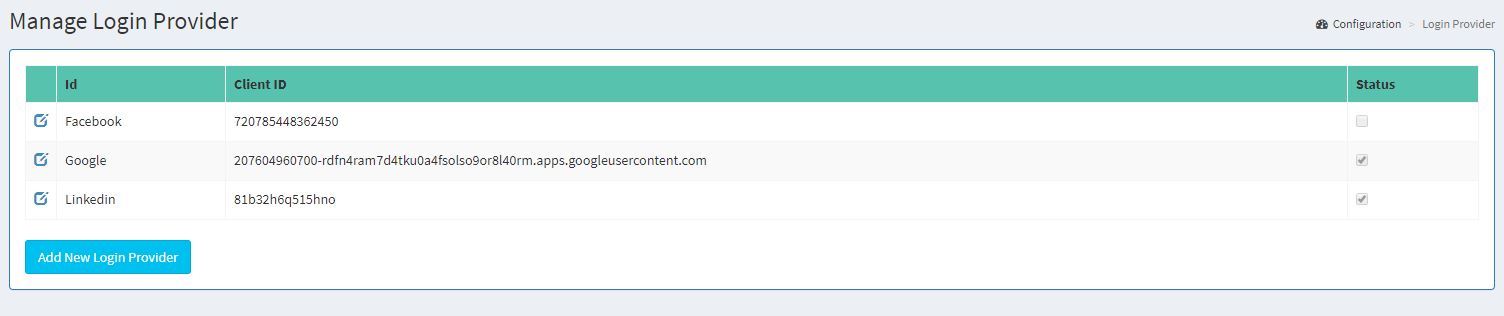 Manage Login Provider
Configuration > Login Provider
Id Client ID Status
Facebook 720785448362450
Google 207604960700-rdfn4ram7d4tku0a4fsolso9or8l40rm.apps.googleusercontent.com
Linkedin 81b32h6q515hno
Add New Login Provider